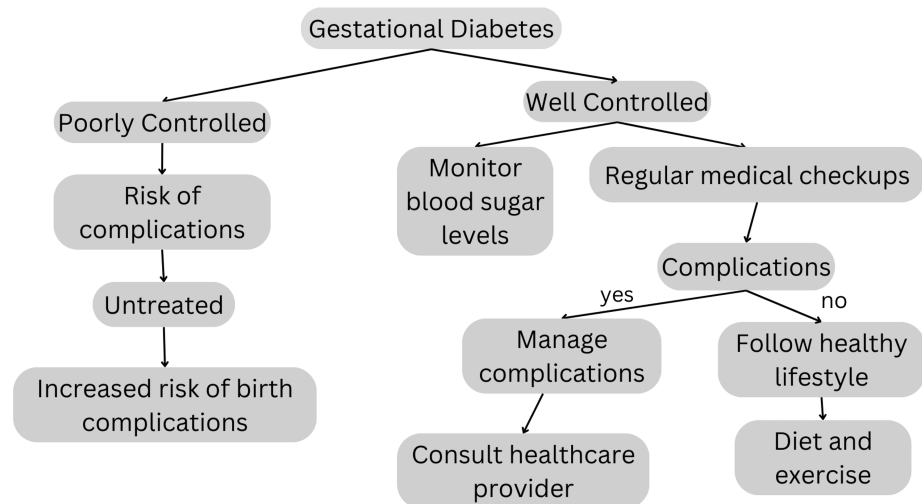 Gestational Diabetes
Poorly Controlled
Well Controlled
Risk of
complications
Monitor
blood sugar
levels
Regular medical checkups
Untreated
Complications
yes
no
Increased risk of birth
complications
Manage
complications
Follow healthy
lifestyle
Consult healthcare
provider
Diet and
exercise